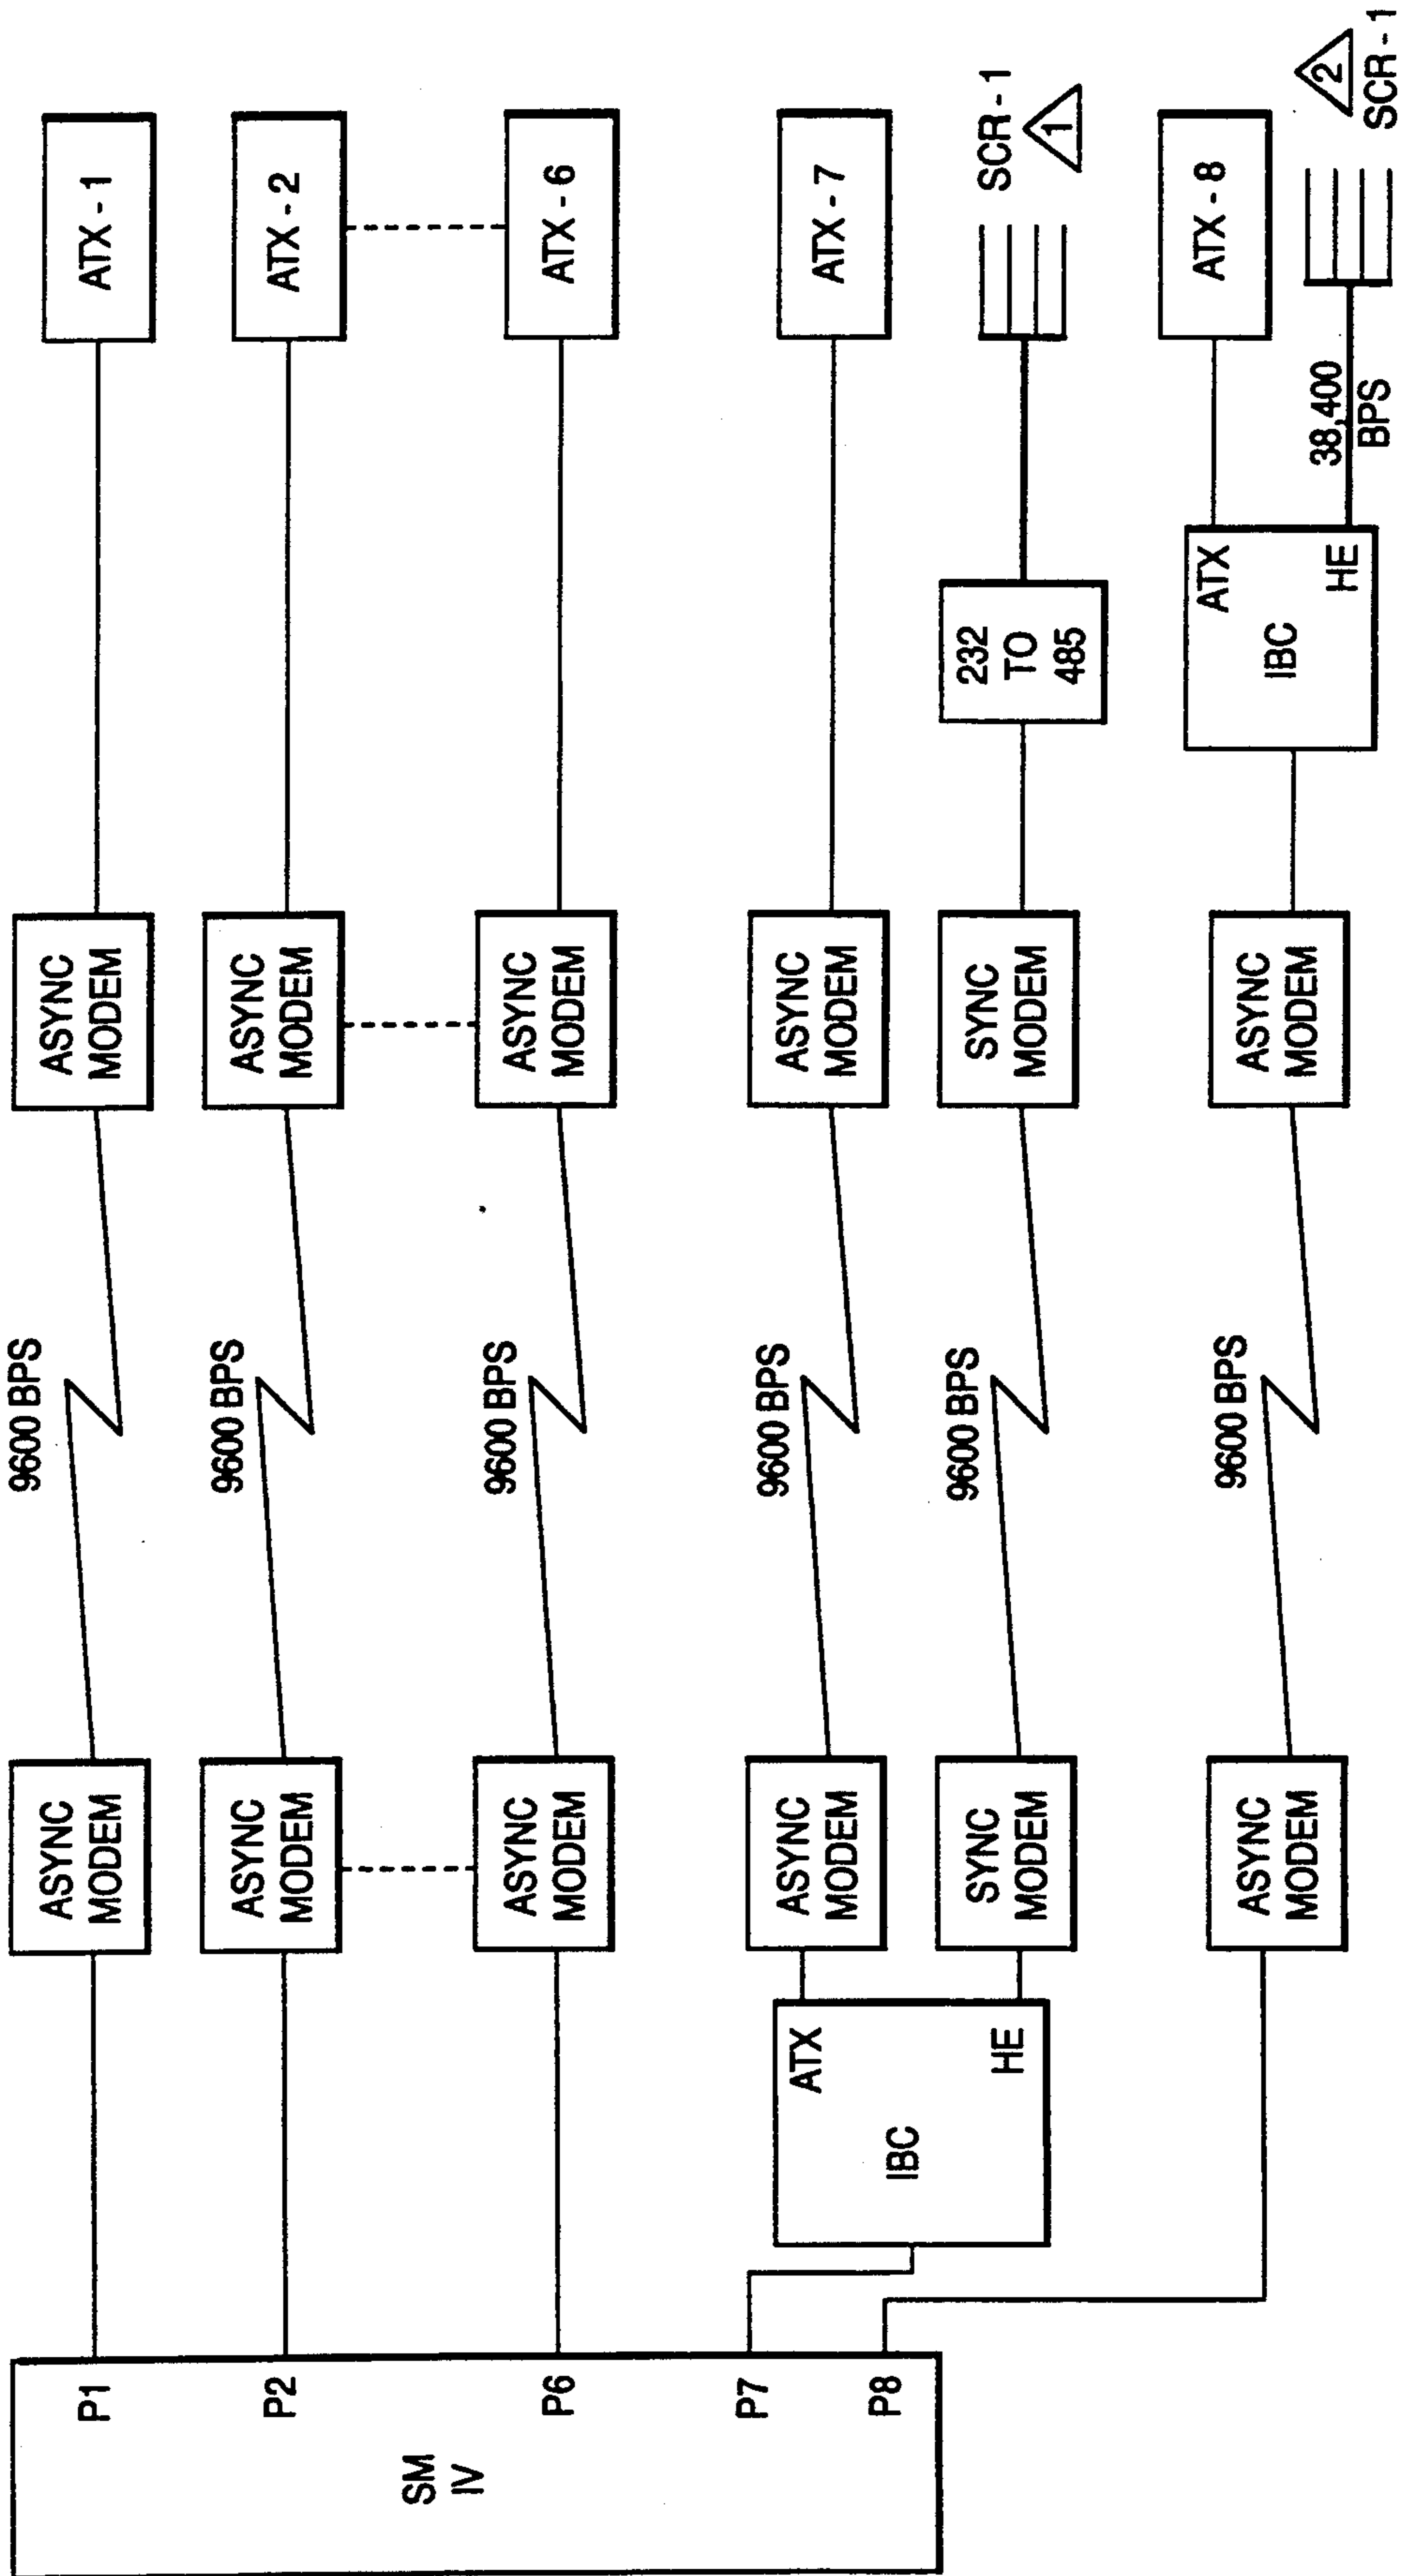 SM
IV
P1
P2
P6
P7
P8
ASYNC
MODEM
9600 BPS
ASYNC
MODEM
ATX - 1
ASYNC
MODEM
9600 BPS
ASYNC
MODEM
ATX - 2
ASYNC
MODEM
9600 BPS
ASYNC
MODEM
ATX - 6
IBC
ATX
HE
ASYNC
MODEM
9600 BPS
ASYNC
MODEM
ATX - 7
SYNC
MODEM
9600 BPS
SYNC
MODEM
232
TO
485
SCR - 1
1
ASYNC
MODEM
9600 BPS
ASYNC
MODEM
IBC
ATX
HE
ATX - 8
38,400
BPS
2
SCR - 1